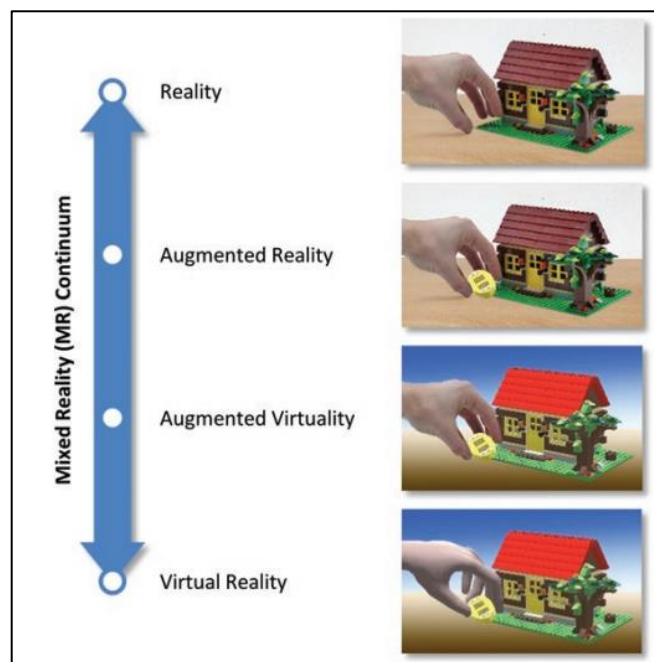 Mixed Reality (MR) Continuum
Reality
Augmented Reality
Augmented Virtuality
Virtual Reality